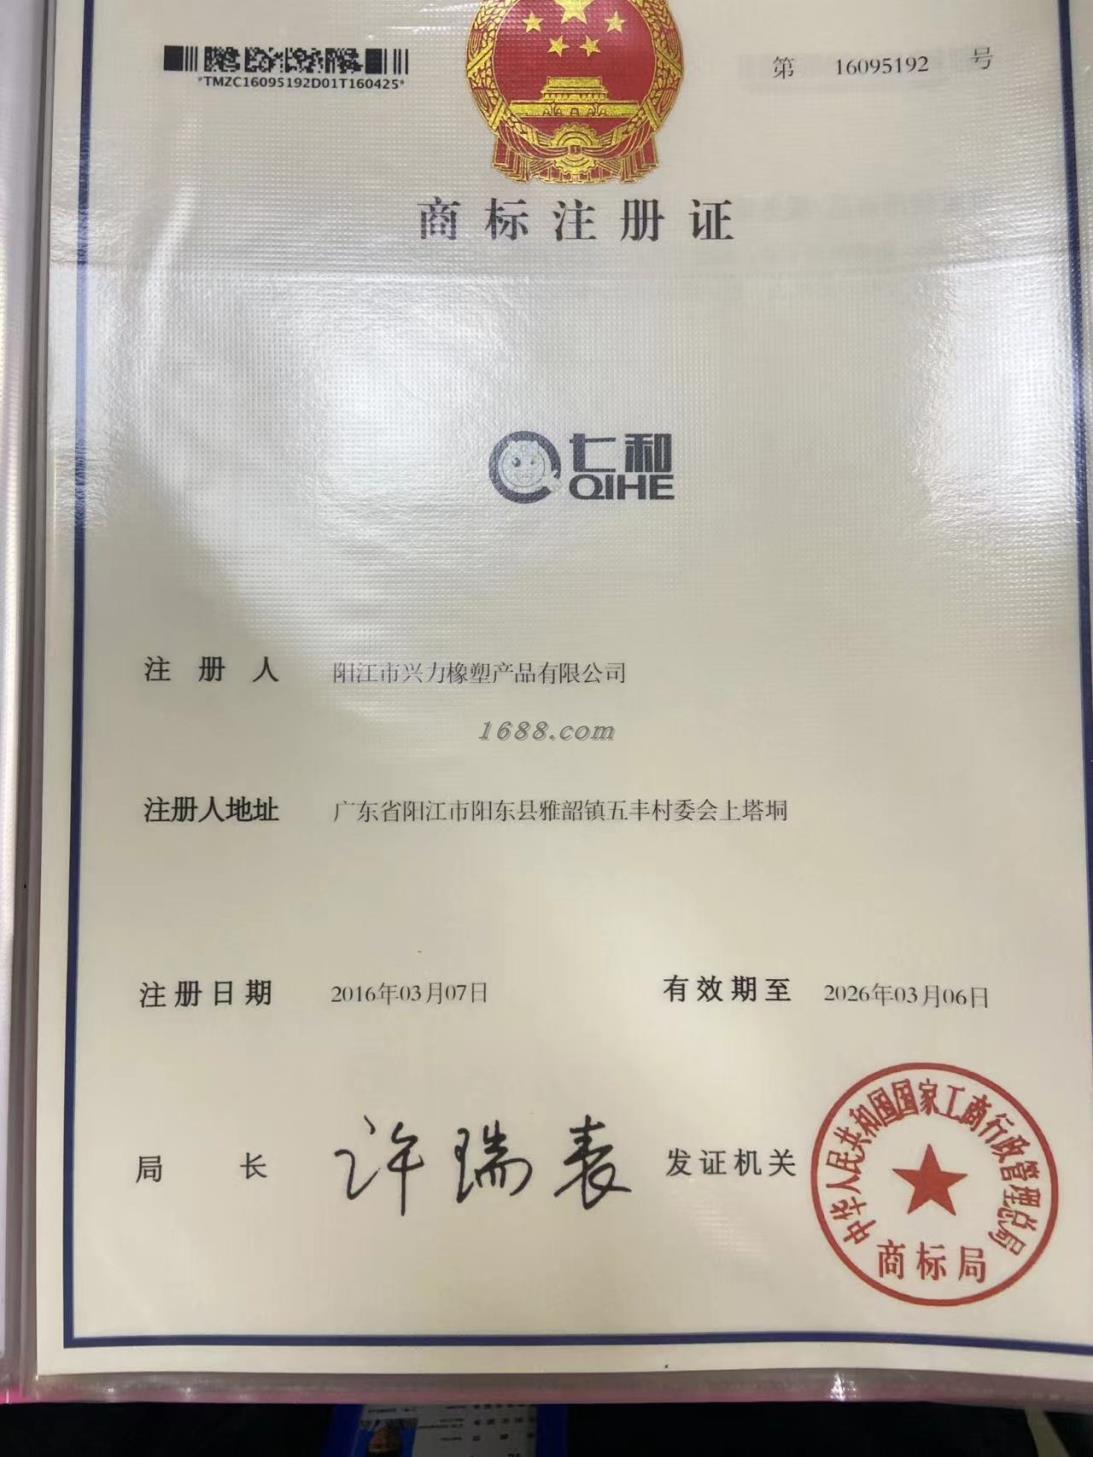 *TMZC16095192D01T160425*
第 16095192 号
商标注册证
七和
QIHE
注册人 阳江市兴力橡塑产品有限公司
1688.com
注册人地址 广东省阳江市阳东县雅韶镇五丰村委会上塔垌
注册日期 2016年03月07日 有效期至 2026年03月06日
局长 许瑞表 发证机关
中华人民共和国国家工商行政管理总局
商标局